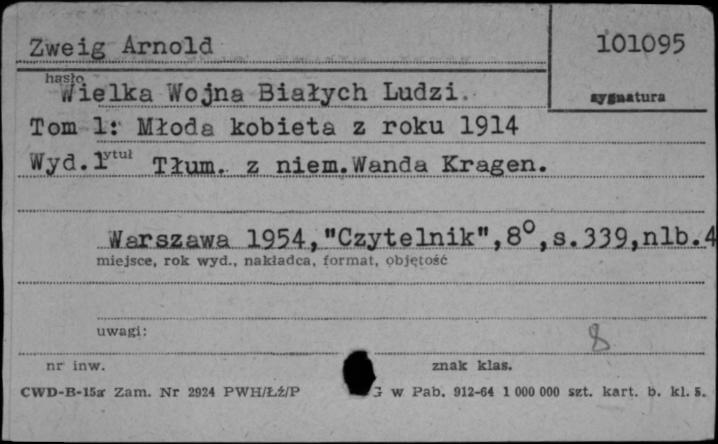 Zweig Arnold
101095
hasło
sygnatura
Wielka Wojna Białych Ludzi.
Tom 1: Młoda kobieta z roku 1914
tytuł
Wyd.1 Tłum. z niem.Wanda Kragen.
Warszawa 1954,"Czytelnik",8°,s.339,nlb.4
miejsce, rok wyd., nakładca, format, objętość
uwagi:
8
nr inw.
znak klas.
CWD-B-15a Zam. Nr 2924 PWH/Łź/P
G w Pab. 912-64 1 000 000 szt. kart. b. kl. 5.